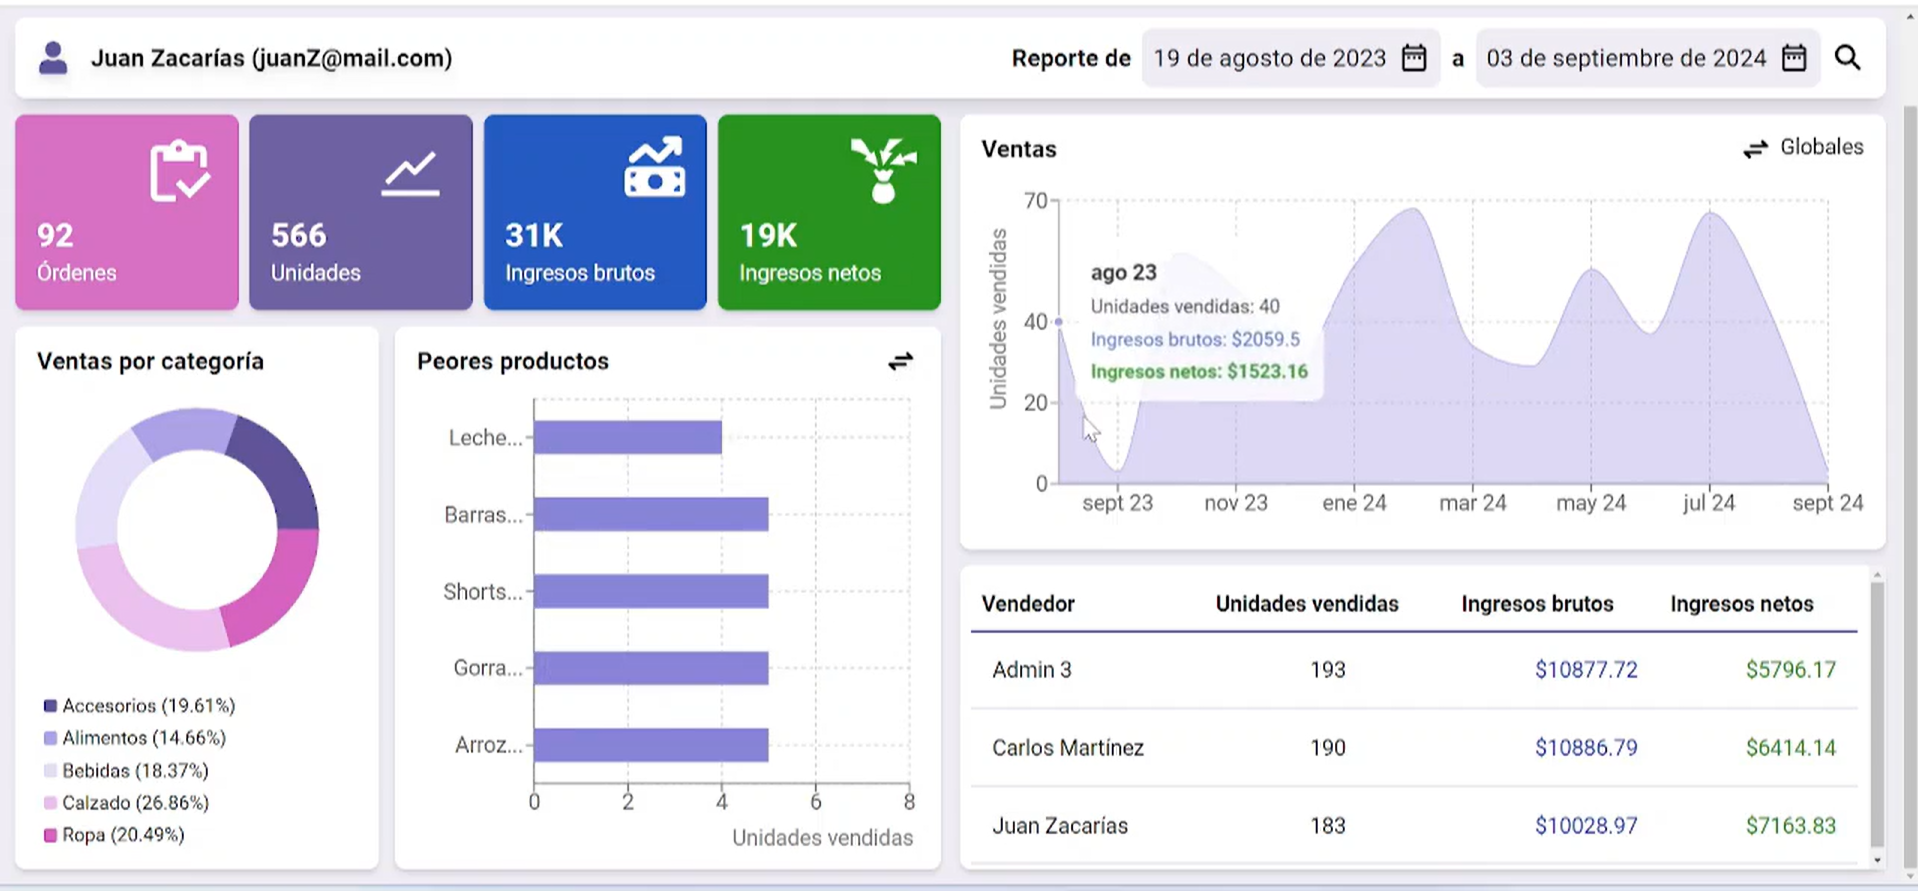 Juan Zacarías (juanZ@mail.com)
Reporte de 19 de agosto de 2023 a 03 de septiembre de 2024
92
Órdenes
566
Unidades
31K
Ingresos brutos
19K
Ingresos netos
Ventas por categoría
Accesorios (19.61%)
Alimentos (14.66%)
Bebidas (18.37%)
Calzado (26.86%)
Ropa (20.49%)
Peores productos
Leche...
Barras...
Shorts...
Gorra...
Arroz...
0 2 4 6 8
Unidades vendidas
Ventas
Globales
Unidades vendidas
70
40
20
0
ago 23
Unidades vendidas: 40
Ingresos brutos: $2059.5
Ingresos netos: $1523.16
sept 23 nov 23 ene 24 mar 24 may 24 jul 24 sept 24
Vendedor Unidades vendidas Ingresos brutos Ingresos netos
Admin 3 193 $10877.72 $5796.17
Carlos Martínez 190 $10886.79 $6414.14
Juan Zacarías 183 $10028.97 $7163.83